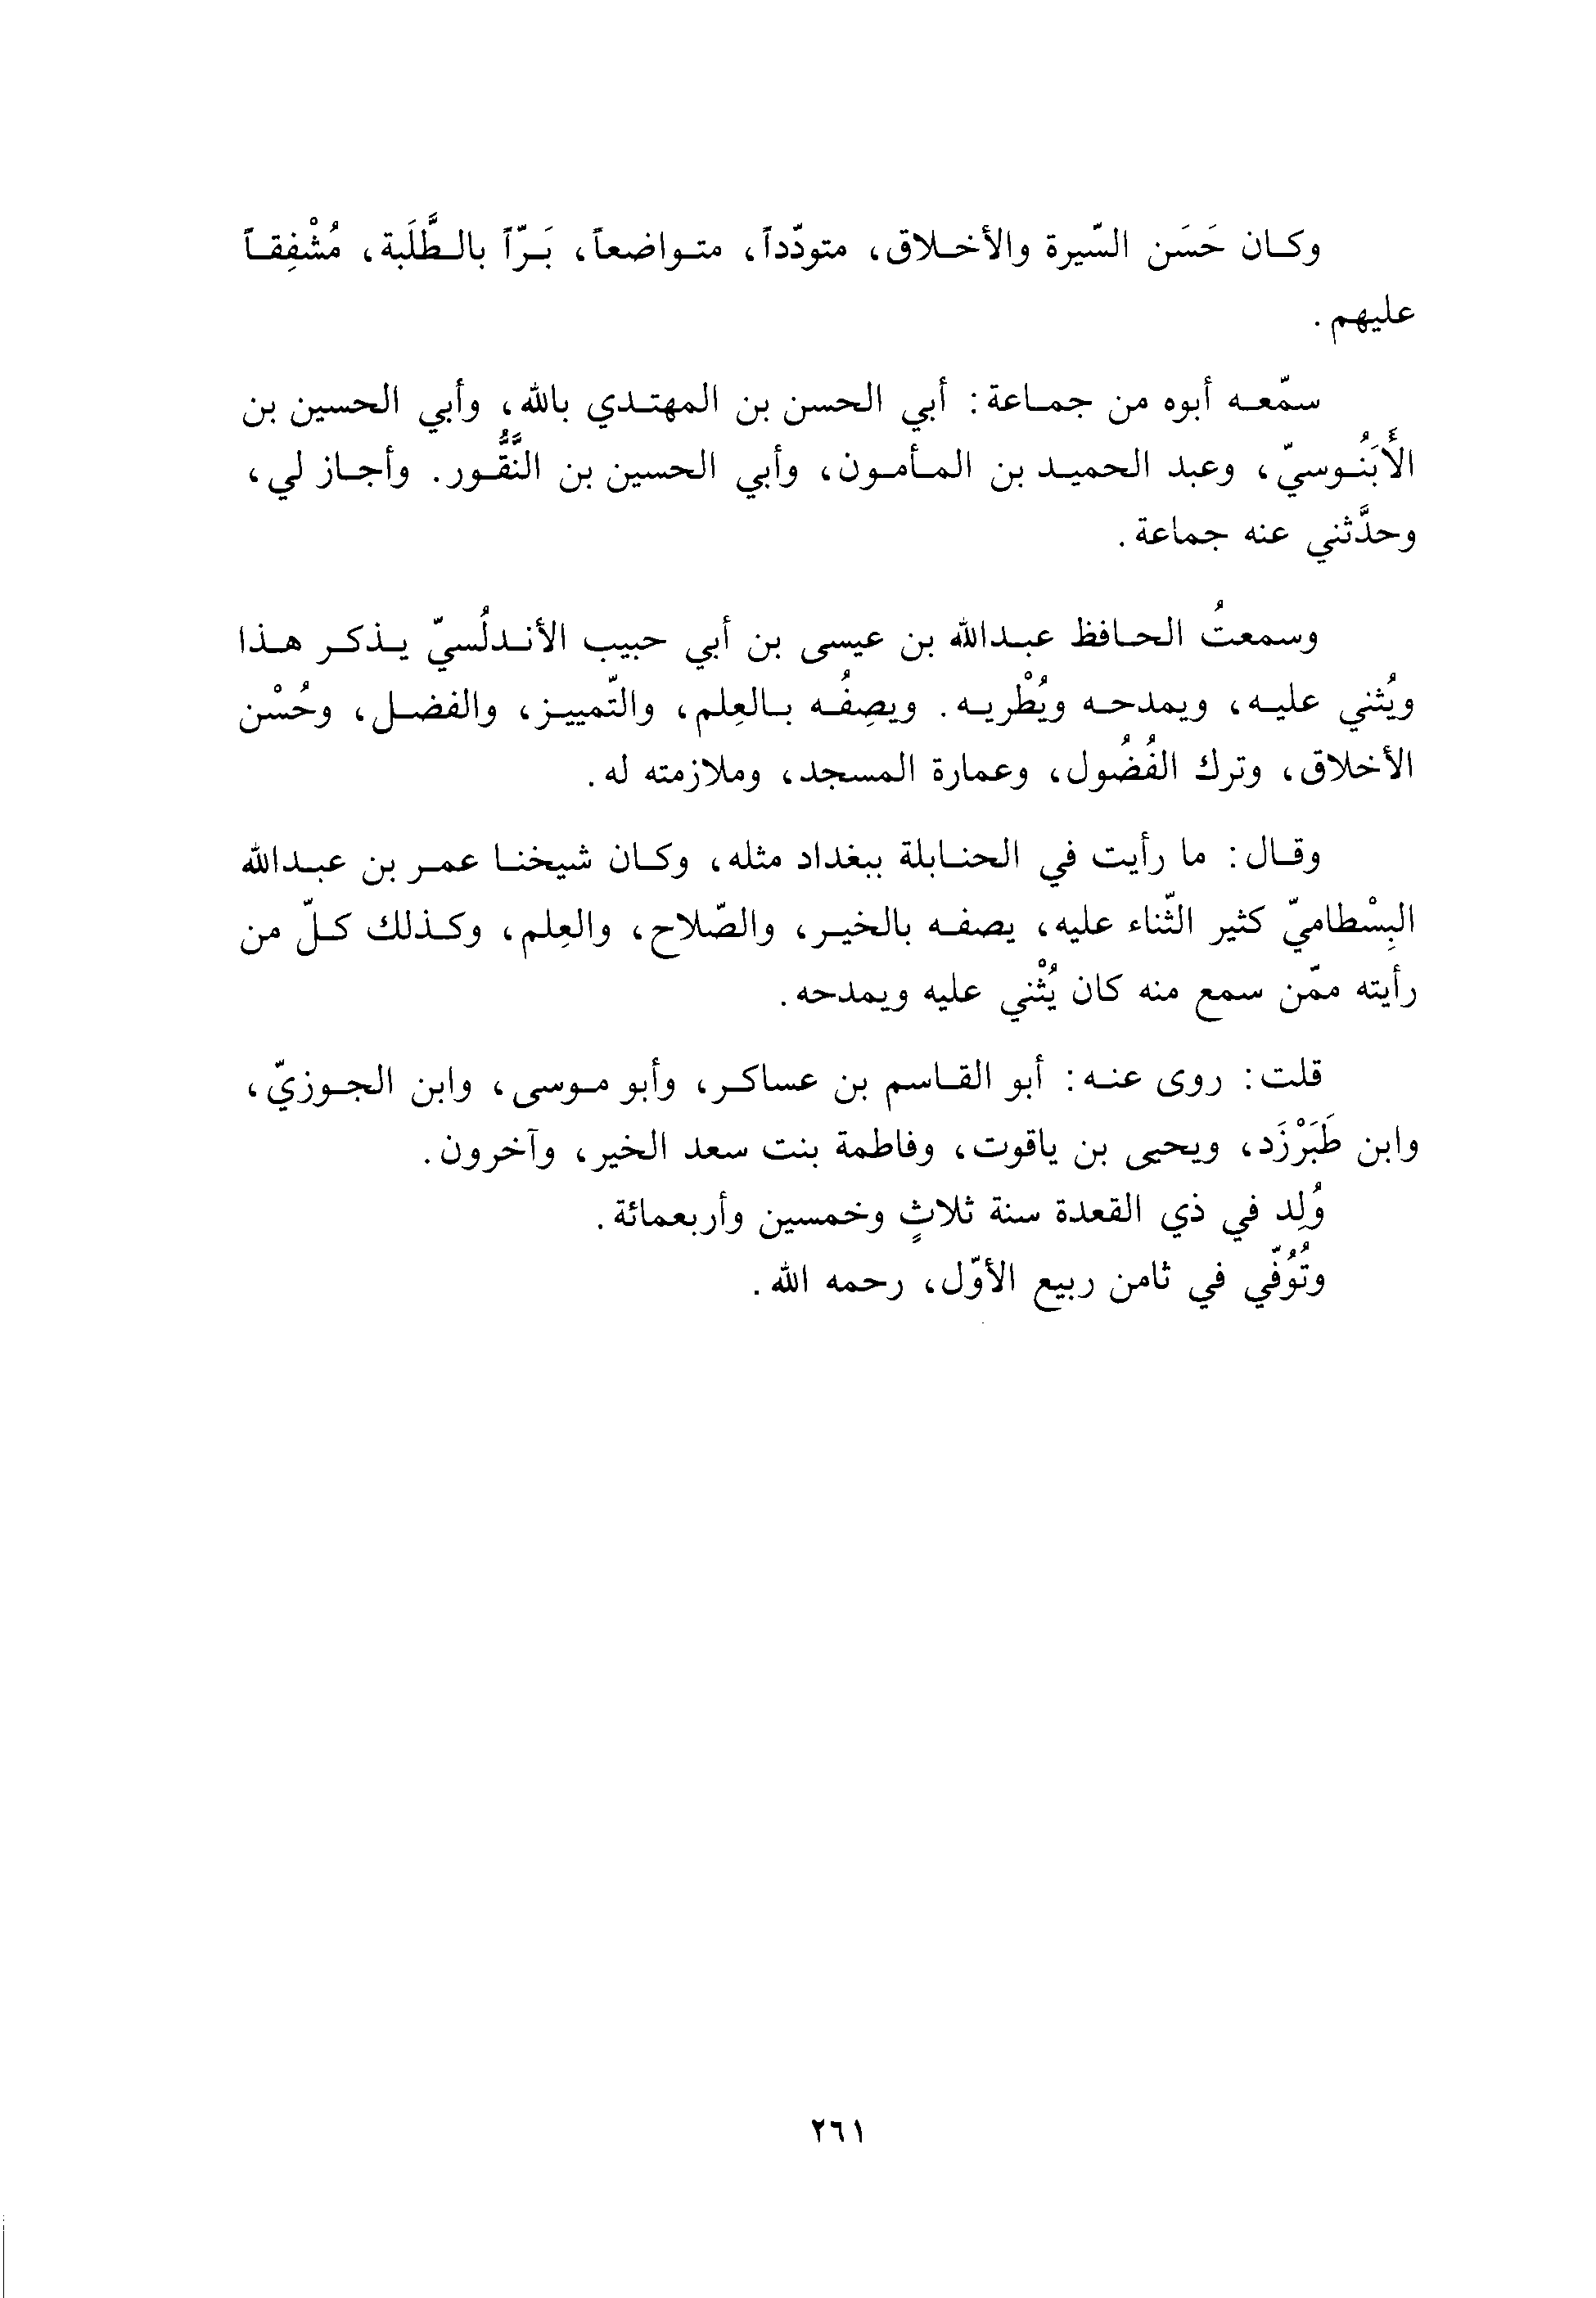 وكان حَسَن السّيرة والأخلاق، متودّداً، متواضعاً، بَرّاً بالطَّلَبة، مُشْفِقاً
عليهم.
سمّعه أبوه من جماعة: أبي الحسن بن المهتدي بالله، وأبي الحسين بن
الأَبَنُوسيّ، وعبد الحميد بن المأمون، وأبي الحسين بن النَّقُّور. وأجاز لي،
وحدَّثني عنه جماعة.
وسمعتُ الحافظ عبدالله بن عيسى بن أبي حبيب الأندلُسيّ يذكر هذا
ويُثني عليه، ويمدحه ويُطْريه. ويصِفُه بالعِلم، والتّمييز، والفضل، وحُسْن
الأخلاق، وترك الفُضُول، وعمارة المسجد، وملازمته له.
وقال: ما رأيت في الحنابلة ببغداد مثله، وكان شيخنا عمر بن عبدالله
البِسْطاميّ كثير الثّناء عليه، يصفه بالخير، والصّلاح، والعِلم، وكذلك كلّ من
رأيته ممّن سمع منه كان يُثْني عليه ويمدحه.
قلت: روى عنه: أبو القاسم بن عساكر، وأبو موسى، وابن الجوزيّ،
وابن طَبَرْزَد، ويحيى بن ياقوت، وفاطمة بنت سعد الخير، وآخرون.
وُلِد في ذي القعدة سنة ثلاثٍ وخمسين وأربعمائة.
وتُوُفّي في ثامن ربيع الأوّل، رحمه الله.
٢٦١